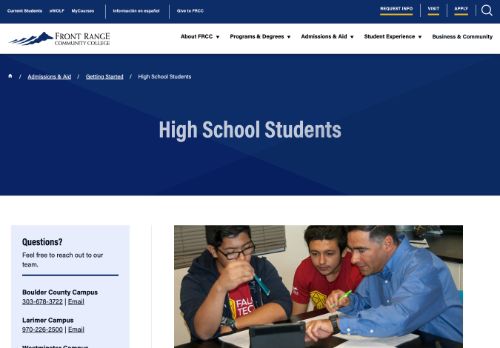 Current Students eWOLF MyCourses Información en español Give to FRCC REQUEST INFO VISIT APPLY
FRONT RANGE
COMMUNITY COLLEGE
About FRCC Programs & Degrees Admissions & Aid Student Experience Business & Community
/ Admissions & Aid / Getting Started / High School Students
High School Students
Questions?
Feel free to reach out to our
team.
Boulder County Campus
303-678-3722 | Email
Larimer Campus
970-226-2500 | Email
Westminster Campus